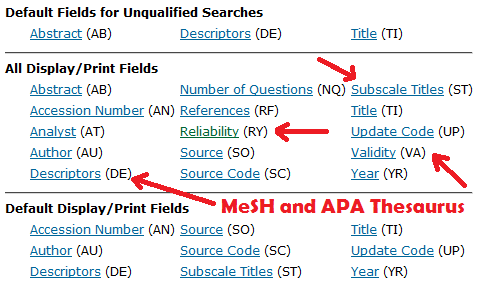 Default Fields for Unqualified Searches
Abstract (AB) Descriptors (DE) Title (TI)
All Display/Print Fields
Abstract (AB) Number of Questions (NQ) Subscale Titles (ST)
Accession Number (AN) References (RF) Title (TI)
Analyst (AT) Reliability (RY) Update Code (UP)
Author (AU) Source (SO) Validity (VA)
Descriptors (DE) Source Code (SC) Year (YR)
MeSH and APA Thesaurus
Default Display/Print Fields
Accession Number (AN) Source (SO) Title (TI)
Author (AU) Source Code (SC) Update Code (UP)
Descriptors (DE) Subscale Titles (ST) Year (YR)